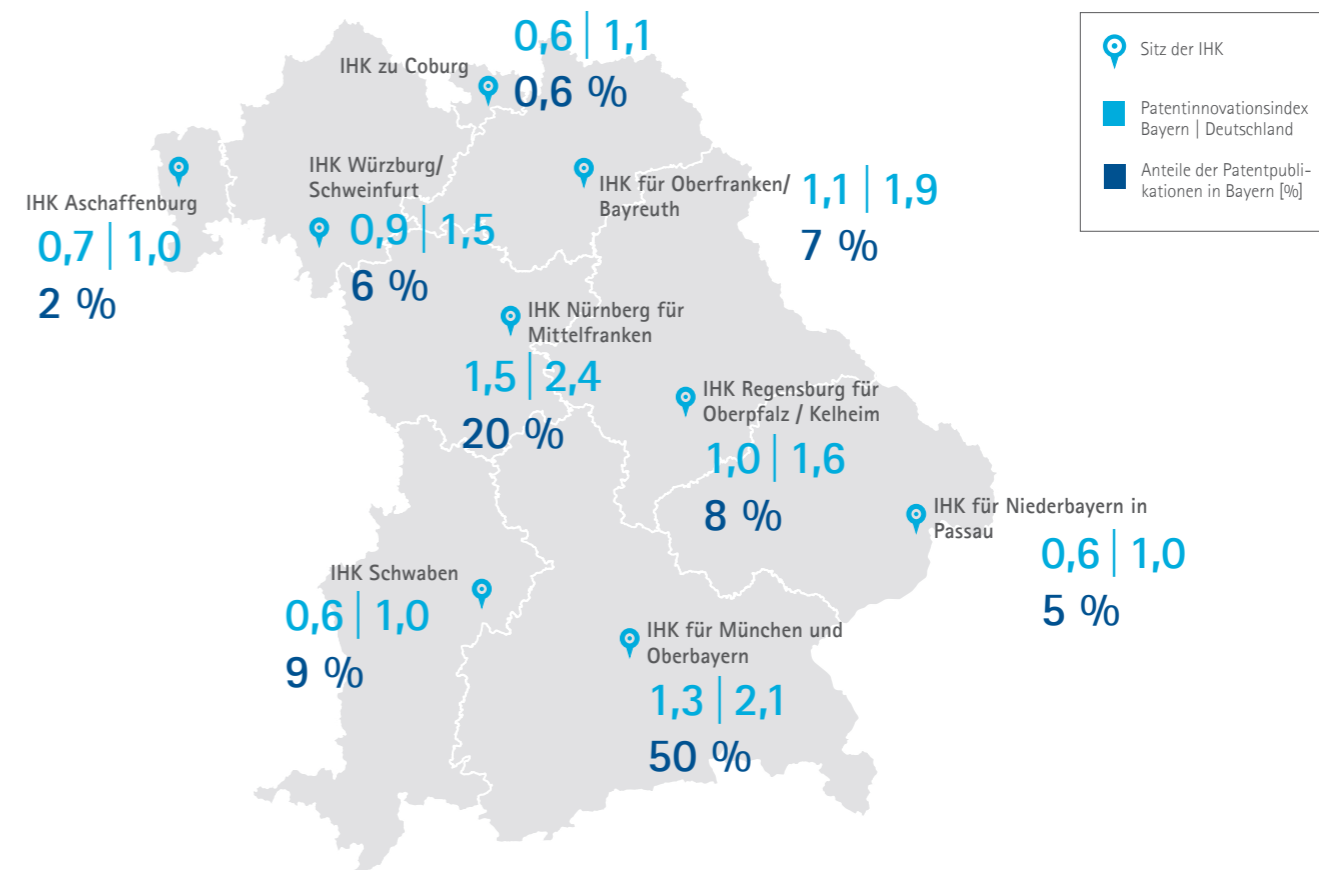 IHK zu Coburg
0,6 | 1,1
0,6 %
IHK Aschaffenburg
0,7 | 1,0
2 %
IHK Würzburg/
Schweinfurt
0,9 | 1,5
6 %
IHK für Oberfranken/
Bayreuth
1,1 | 1,9
7 %
IHK Nürnberg für
Mittelfranken
1,5 | 2,4
20 %
IHK Regensburg für
Oberpfalz / Kelheim
1,0 | 1,6
8 %
IHK für Niederbayern in
Passau
0,6 | 1,0
5 %
IHK Schwaben
0,6 | 1,0
9 %
IHK für München und
Oberbayern
1,3 | 2,1
50 %
Sitz der IHK
Patentinnovationsindex
Bayern | Deutschland
Anteile der Patentpubli-
kationen in Bayern [%]